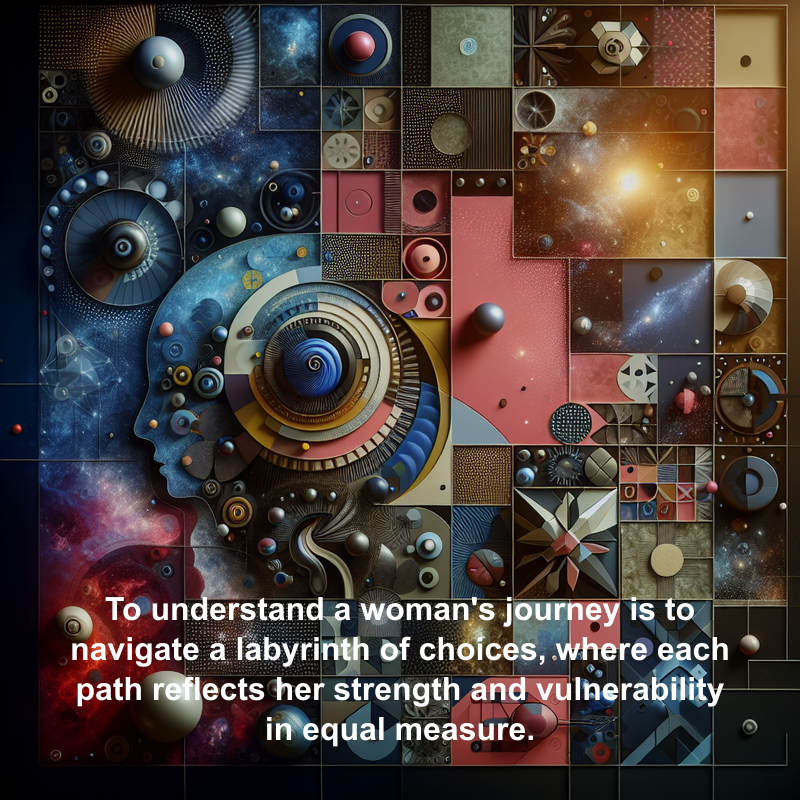 To understand a woman's journey is to
navigate a labyrinth of choices, where each
path reflects her strength and vulnerability
in equal measure.